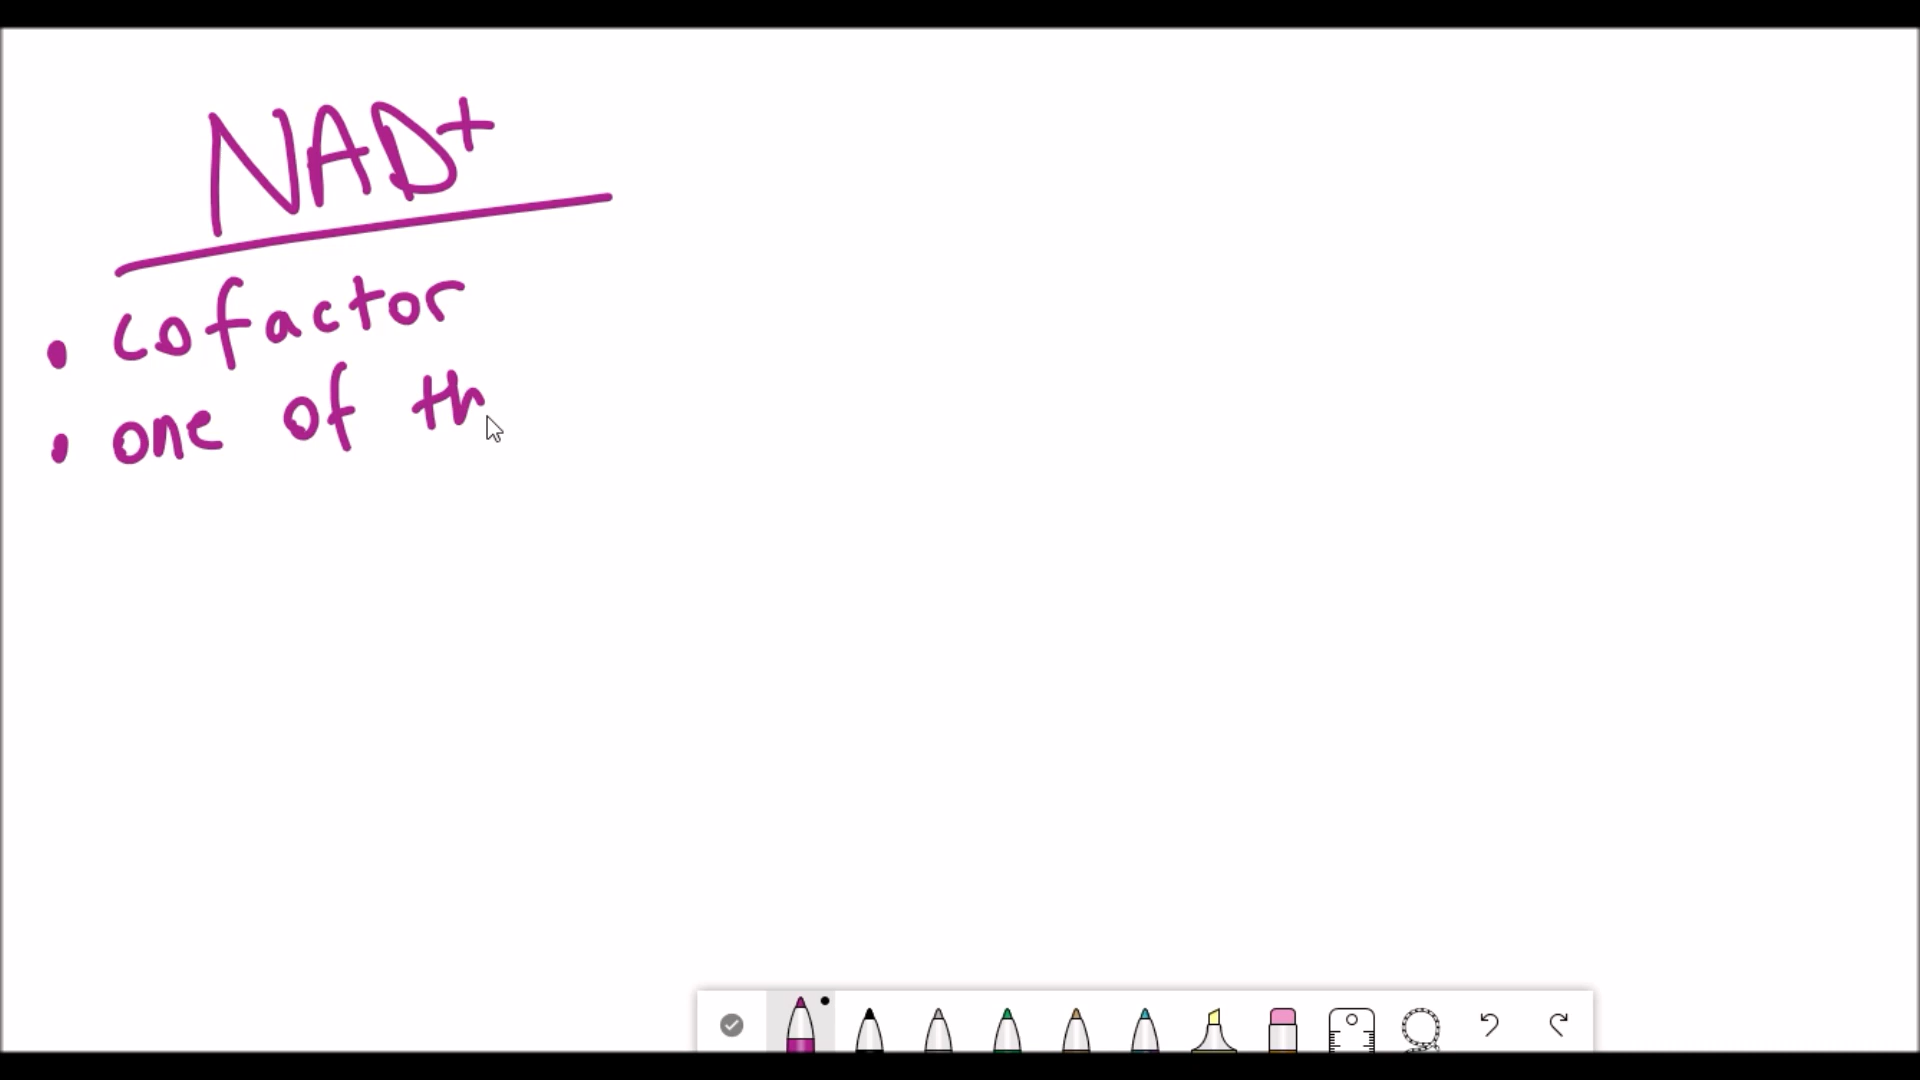 NAD+
• cofactor
• one of th